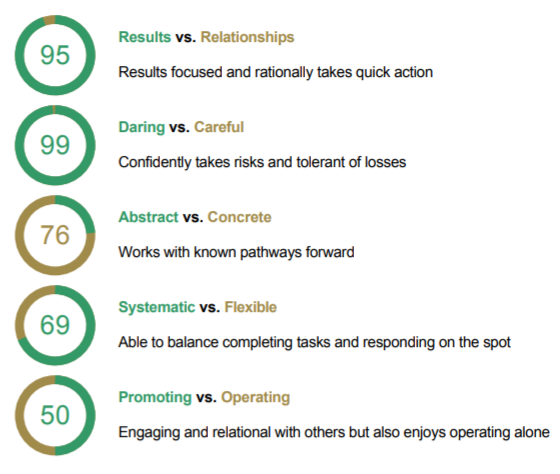 95
Results vs. Relationships
Results focused and rationally takes quick action
99
Daring vs. Careful
Confidently takes risks and tolerant of losses
76
Abstract vs. Concrete
Works with known pathways forward
69
Systematic vs. Flexible
Able to balance completing tasks and responding on the spot
50
Promoting vs. Operating
Engaging and relational with others but also enjoys operating alone